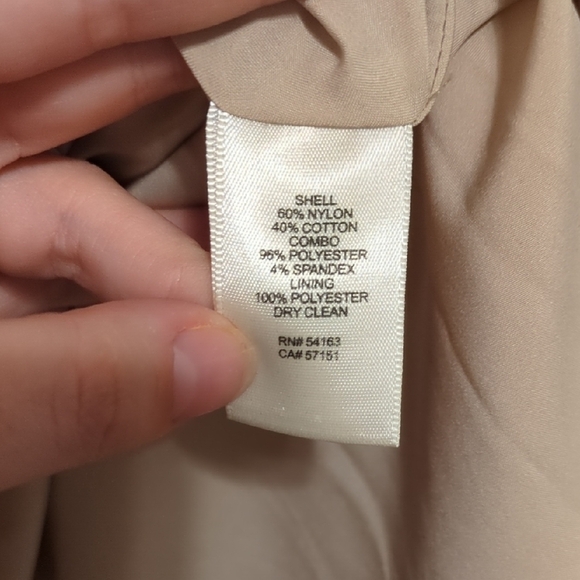 SHELL
60% NYLON
40% COTTON
COMBO
96% POLYESTER
4% SPANDEX
LINING
100% POLYESTER
DRY CLEAN
RN# 54163
CA# 57151